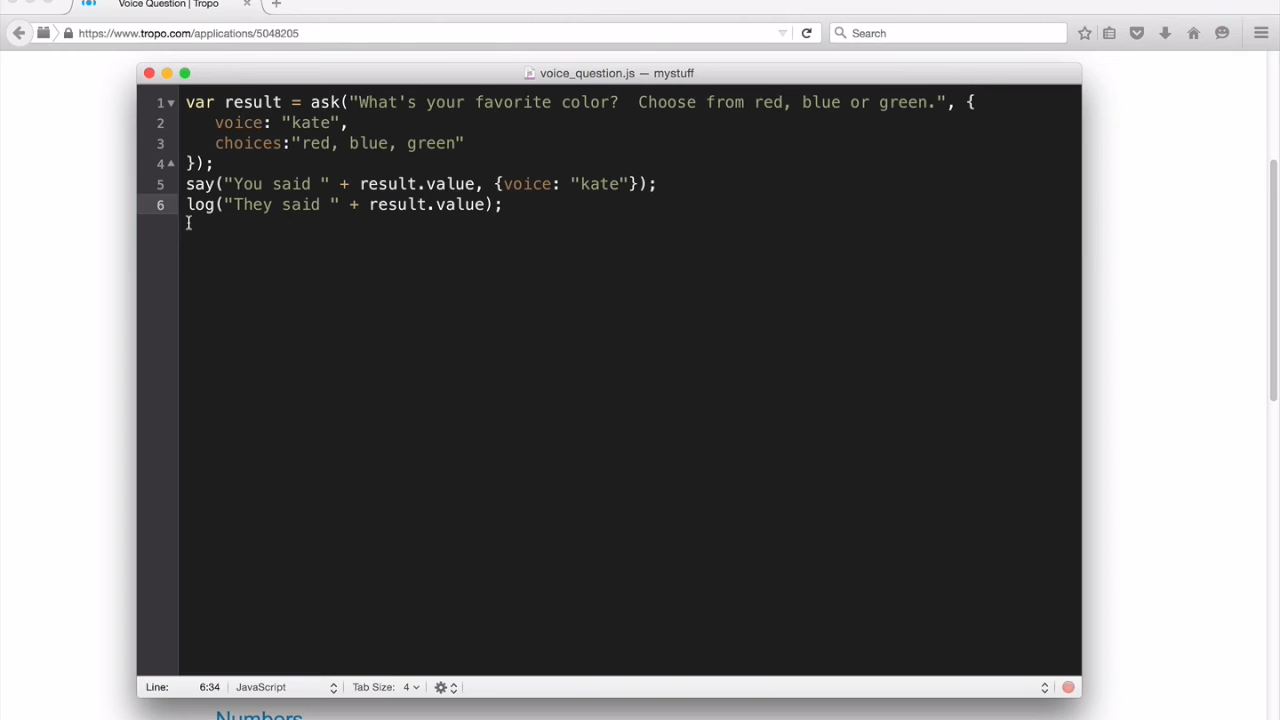 Voice Question | Tropo
https://www.tropo.com/applications/5048205
Search
voice_question.js — mystuff
1 var result = ask("What's your favorite color?  Choose from red, blue or green.", {
2    voice: "kate",
3    choices:"red, blue, green"
4 });
5 say("You said " + result.value, {voice: "kate"});
6 log("They said " + result.value);
Line: 6:34 JavaScript Tab Size: 4
Numbers